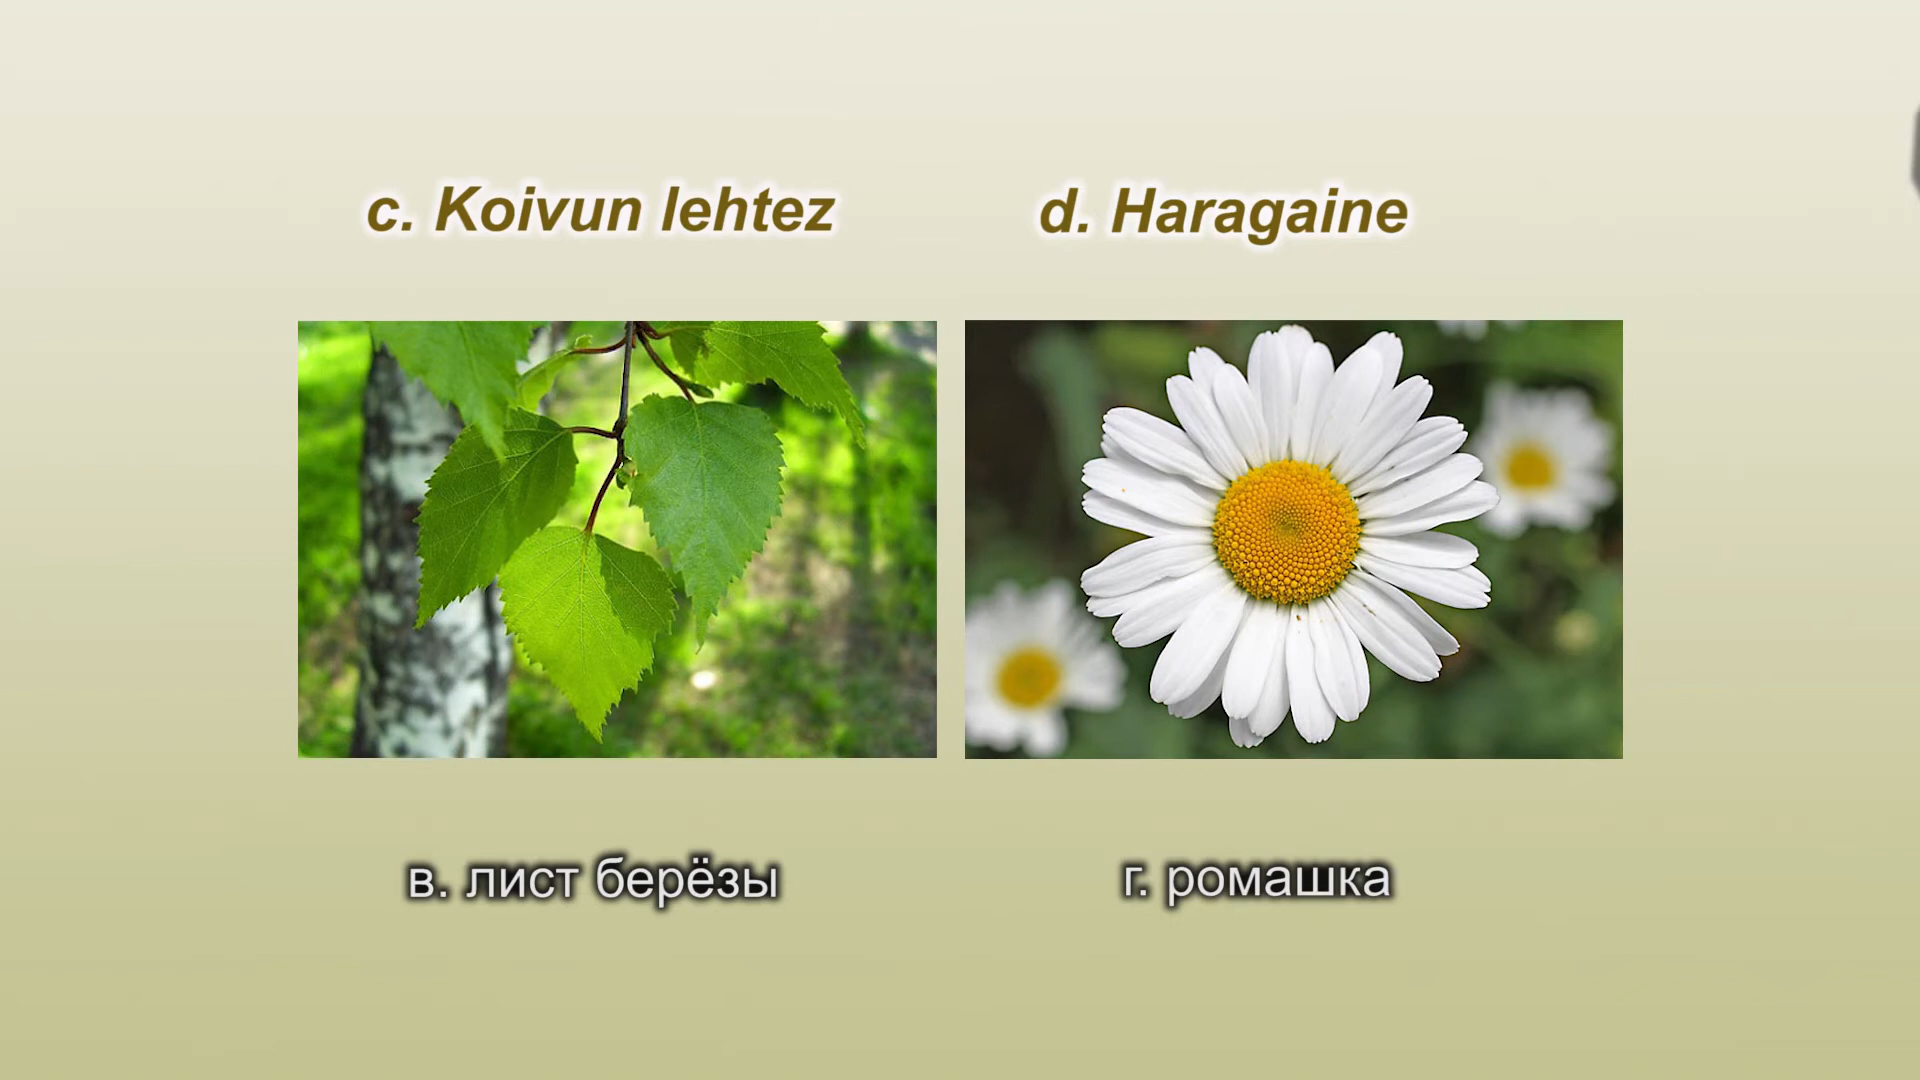 c. Koivun lehtez
d. Haragaine
в. лист берёзы
г. ромашка